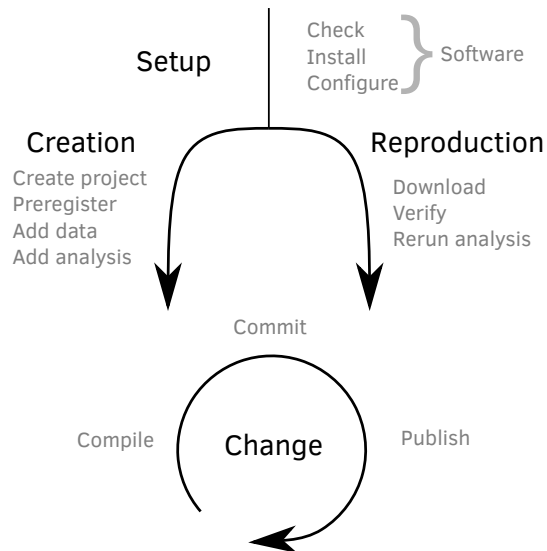 Setup
Check
Install
Configure
Software
Creation
Create project
Preregister
Add data
Add analysis
Reproduction
Download
Verify
Rerun analysis
Commit
Compile
Change
Publish